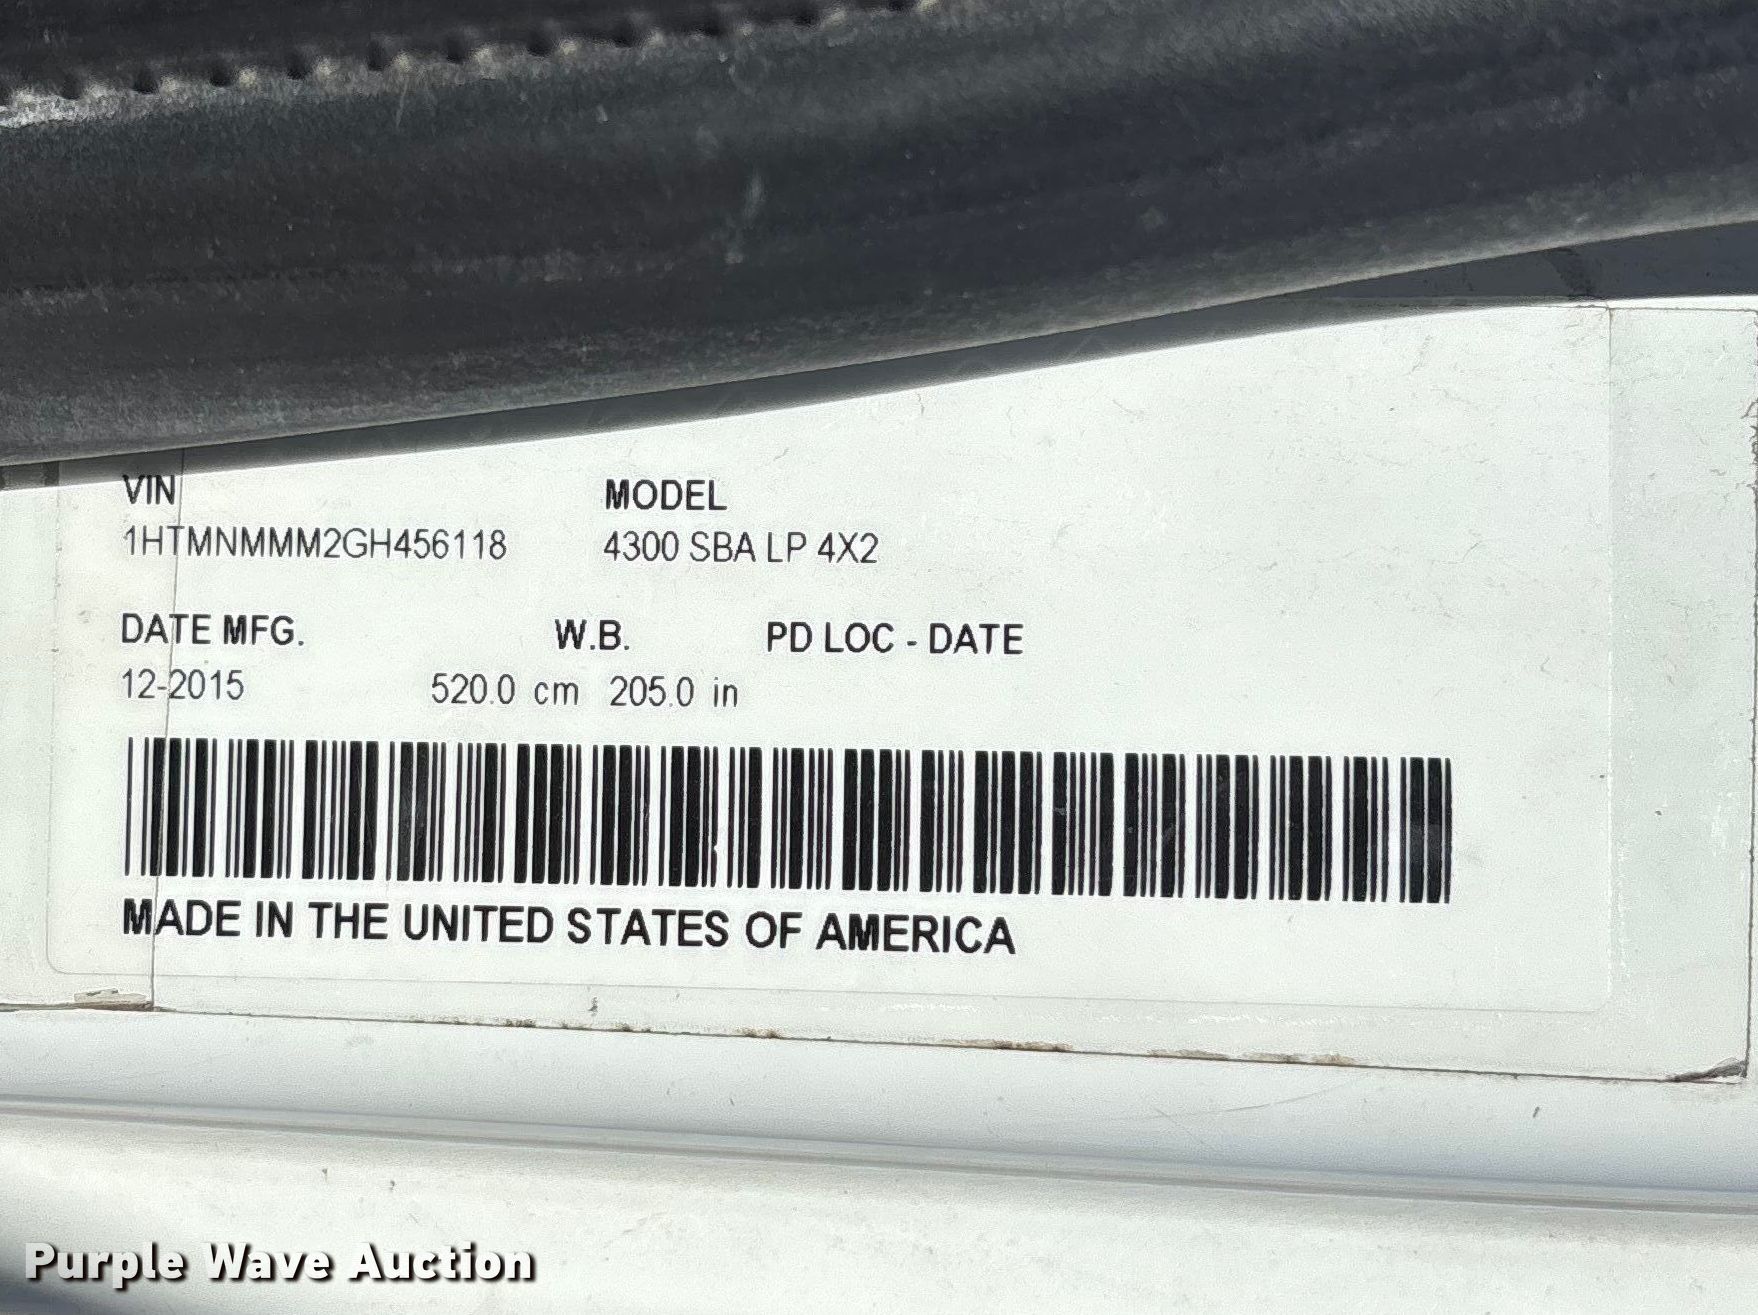 VIN MODEL
1HTMNMMM2GH456118 4300 SBA LP 4X2
DATE MFG. W.B. PD LOC - DATE
12-2015 520.0 cm 205.0 in
MADE IN THE UNITED STATES OF AMERICA
Purple Wave Auction